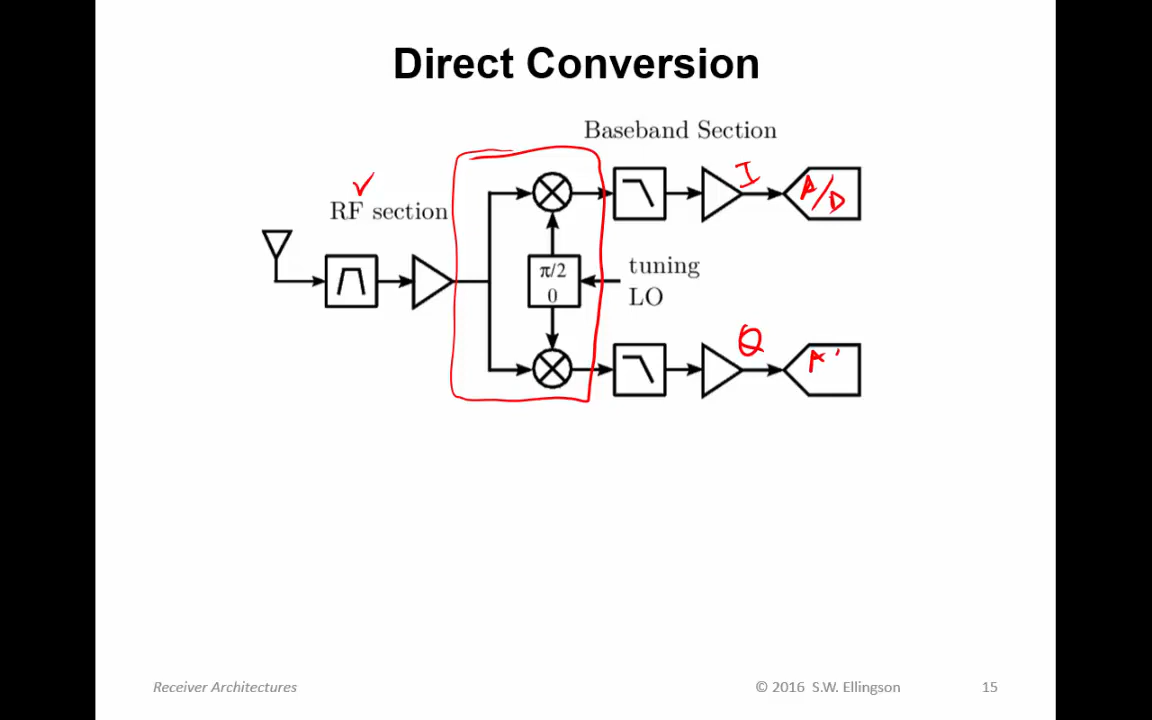 Direct Conversion
Baseband Section
✓
RF section
I
A/D
π/2
0
tuning
LO
Q
A'
Receiver Architectures
© 2016 S.W. Ellingson
15